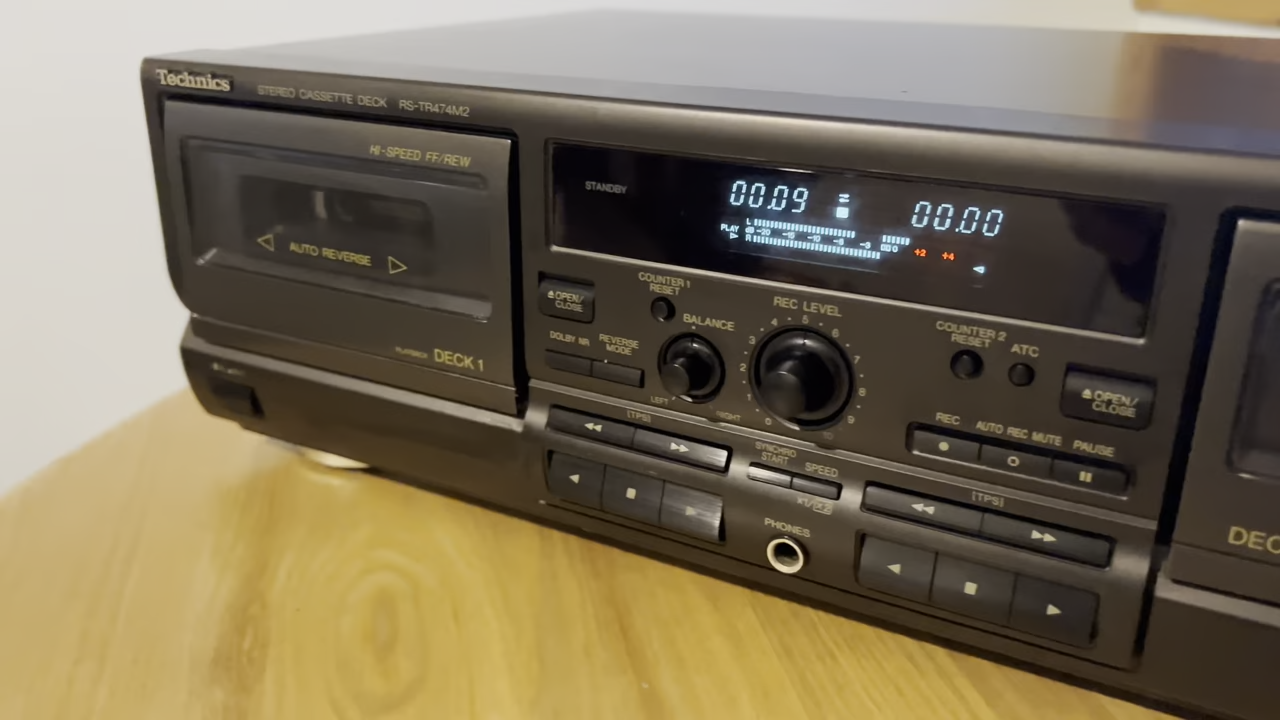 Technics
STEREO CASSETTE DECK RS-TR474M2
HI-SPEED FF/REW
AUTO REVERSE
PLAYBACK DECK 1
STANDBY
00.09
00.00
PLAY
L
dB -20 -15 -10 -6 -3 0 +2 +4
R
OPEN/
CLOSE
COUNTER 1
RESET
DOLBY NR
REVERSE
MODE
BALANCE
LEFT RIGHT
REC LEVEL
0 1 2 3 4 5 6 7 8 9 10
COUNTER 2
RESET
ATC
OPEN/
CLOSE
REC AUTO REC MUTE PAUSE
[TPS]
SYNCHRO
START
SPEED
[TPS]
PHONES
DEC